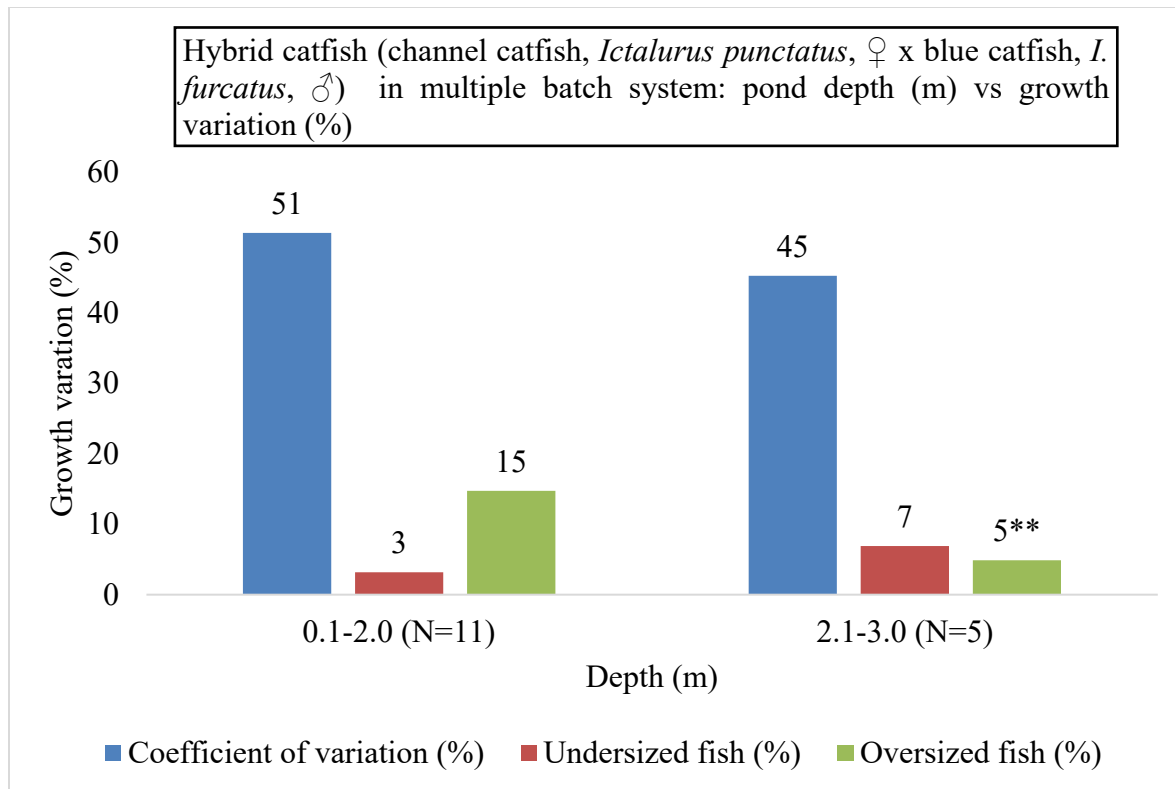 Hybrid catfish (channel catfish, Ictalurus punctatus, ♀ x blue catfish, I.
furcatus, ♂) in multiple batch system: pond depth (m) vs growth
variation (%)
60
50
40
30
20
10
0
Growth varation (%)
51
3
15
45
7
5**
0.1-2.0 (N=11)
2.1-3.0 (N=5)
Depth (m)
Coefficient of variation (%)
Undersized fish (%)
Oversized fish (%)